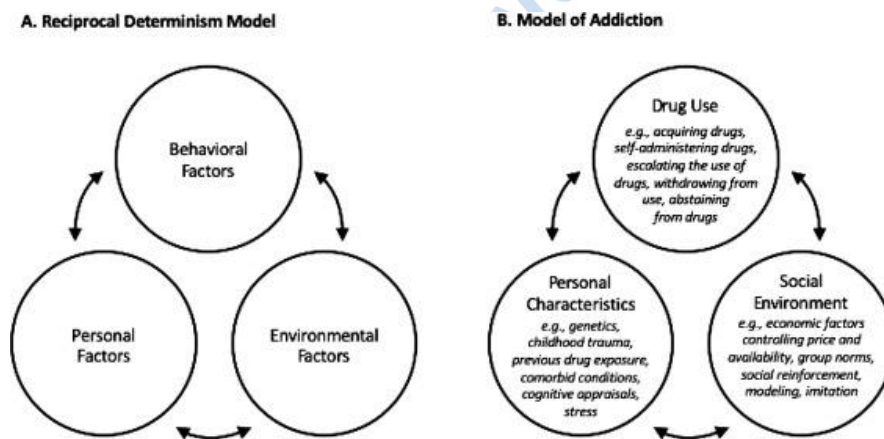 A. Reciprocal Determinism Model
Behavioral
Factors
Personal
Factors
Environmental
Factors
B. Model of Addiction
Drug Use
e.g., acquiring drugs,
self-administering drugs,
escalating the use of
drugs, withdrawing from
use, abstaining
from drugs
Personal
Characteristics
e.g., genetics,
childhood trauma,
previous drug exposure,
comorbid conditions,
cognitive appraisals,
stress
Social
Environment
e.g., economic factors
controlling price and
availability, group norms,
social reinforcement,
modeling, imitation